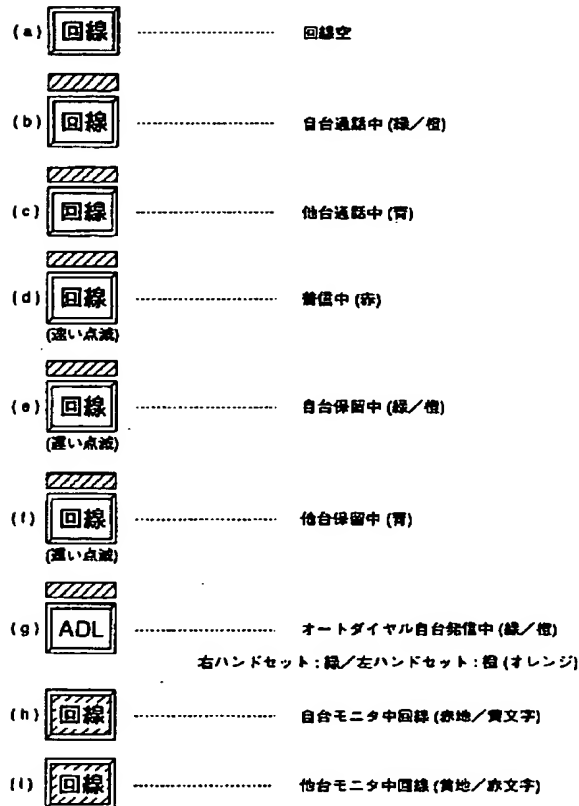 (a) 回線 回線空
(b) 回線 自台通話中 (緑／橙)
(c) 回線 他台通話中 (青)
(d) 回線 着信中 (赤)
(速い点滅)
(e) 回線 自台保留中 (緑／橙)
(遅い点滅)
(f) 回線 他台保留中 (青)
(遅い点滅)
(g) ADL オートダイヤル自台発信中 (緑／橙)
右ハンドセット：緑／左ハンドセット：橙 (オレンジ)
(h) 回線 自台モニタ中回線 (赤地／黄文字)
(i) 回線 他台モニタ中回線 (黄地／赤文字)